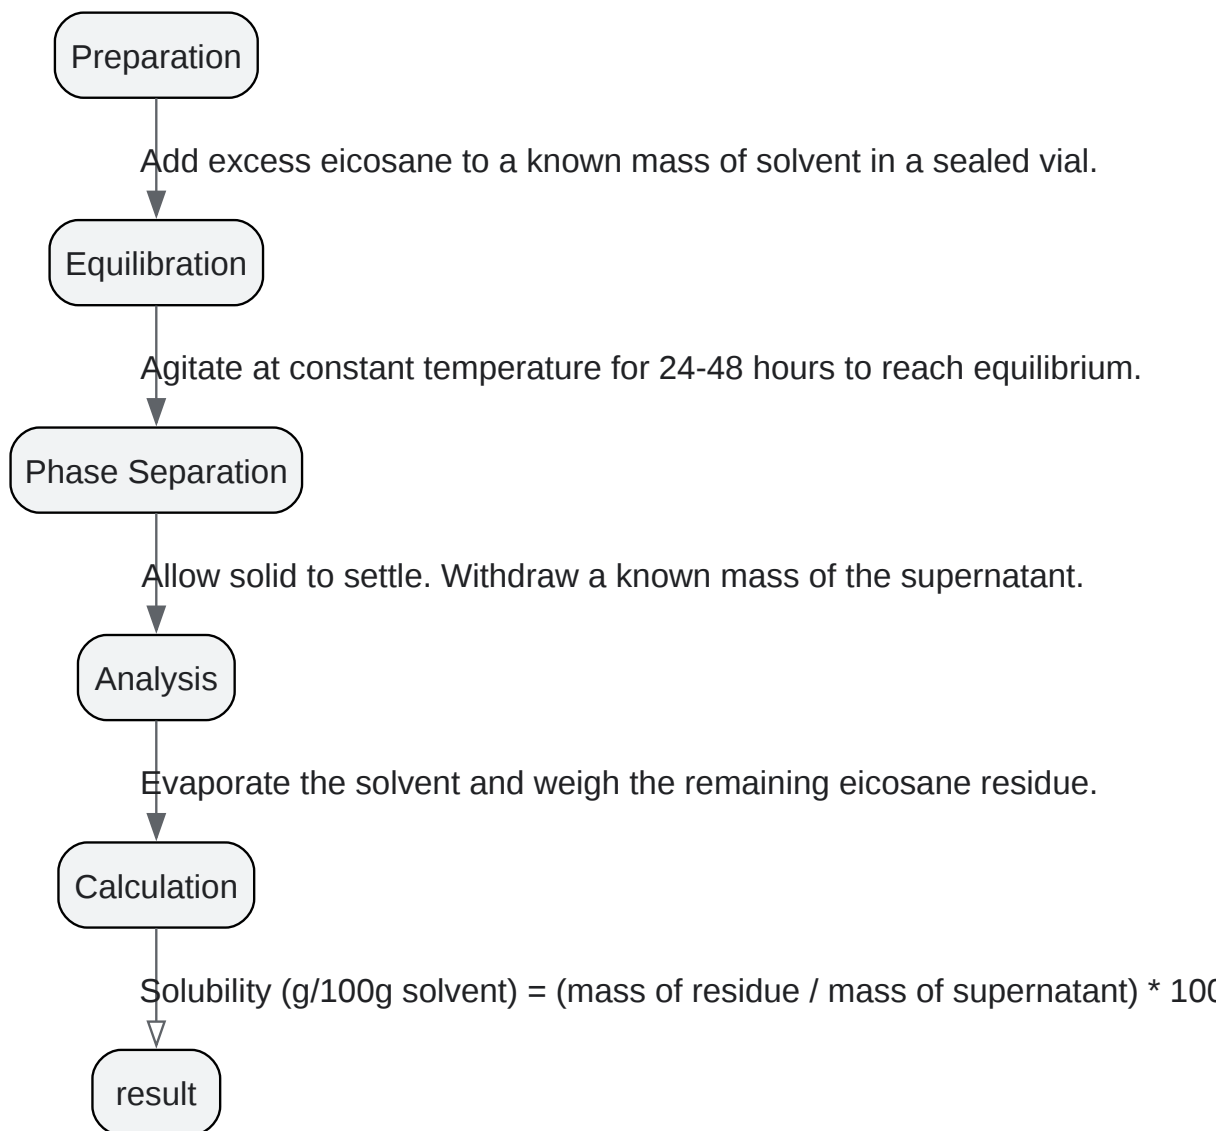 Preparation
Add excess eicosane to a known mass of solvent in a sealed vial.
Equilibration
Agitate at constant temperature for 24-48 hours to reach equilibrium.
Phase Separation
Allow solid to settle. Withdraw a known mass of the supernatant.
Analysis
Evaporate the solvent and weigh the remaining eicosane residue.
Calculation
Solubility (g/100g solvent) = (mass of residue / mass of supernatant) * 100
result